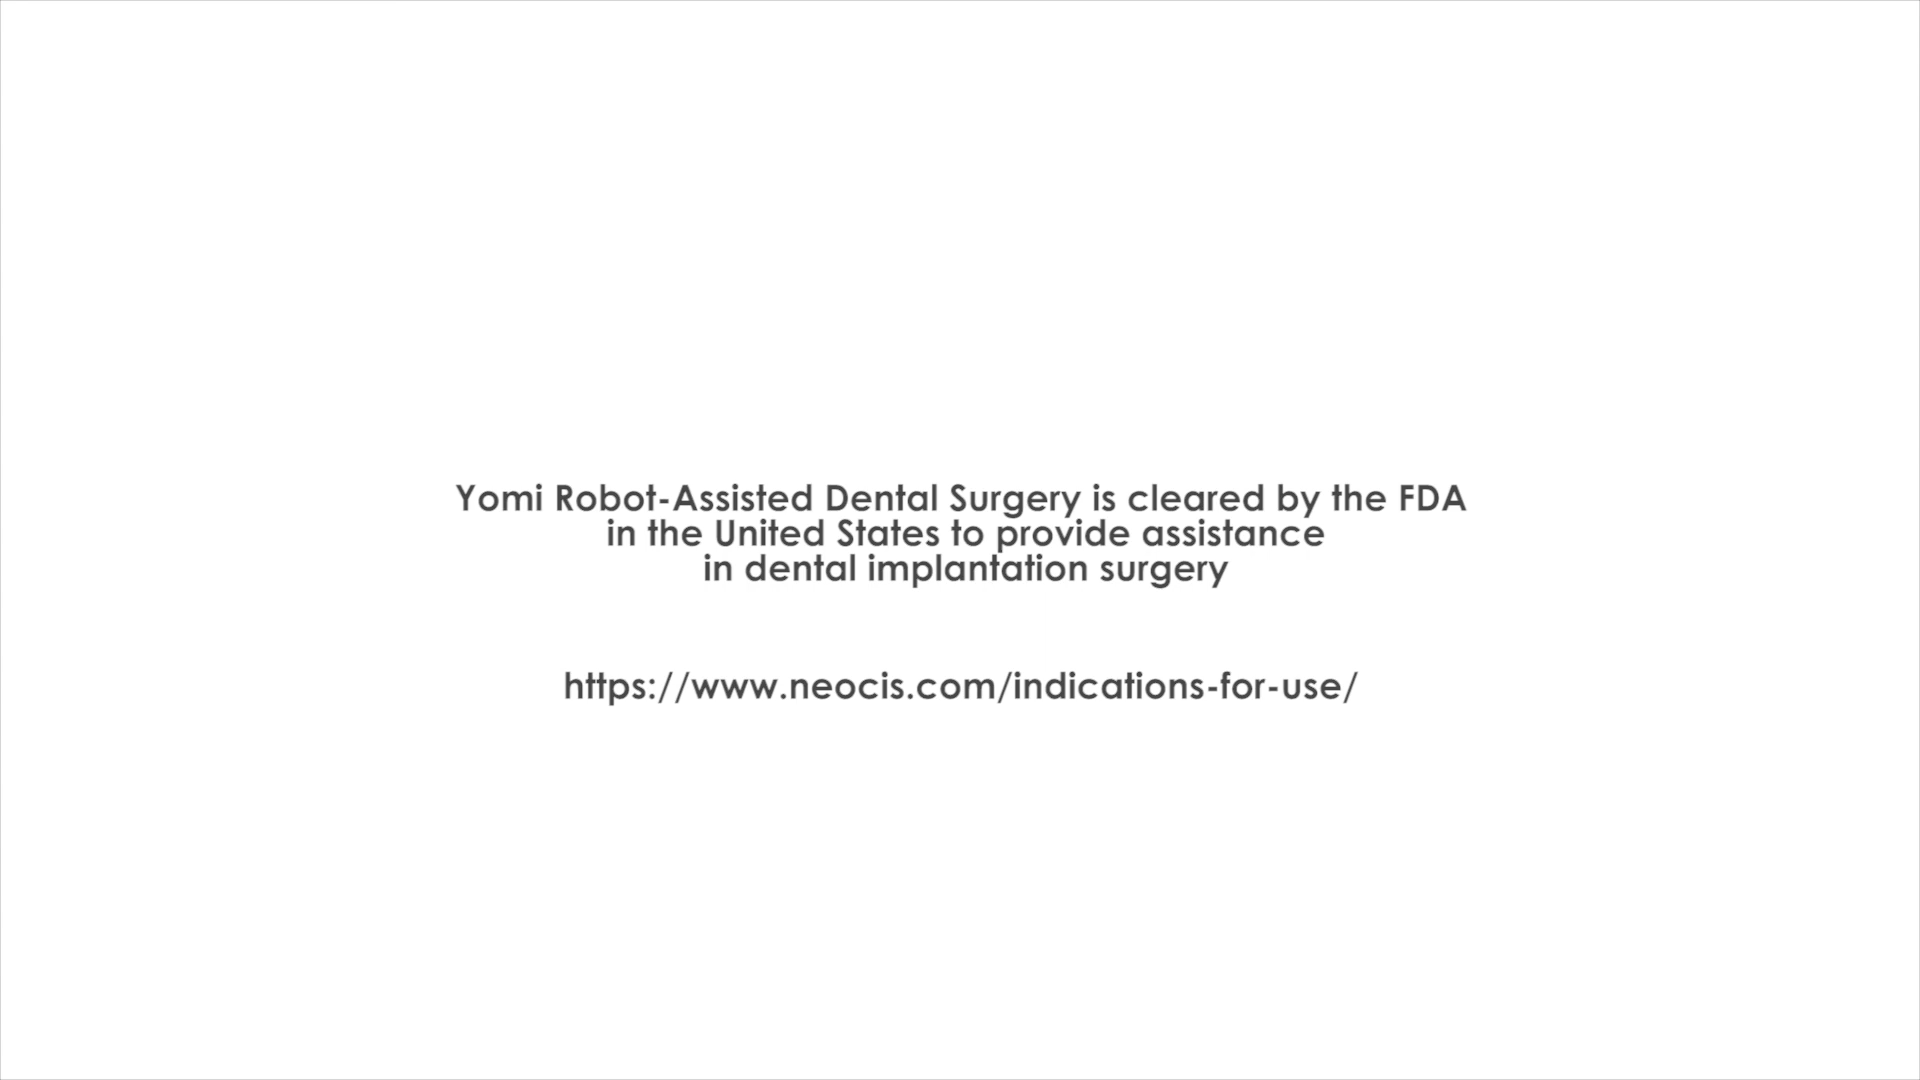 Yomi Robot-Assisted Dental Surgery is cleared by the FDA
in the United States to provide assistance
in dental implantation surgery
https://www.neocis.com/indications-for-use/